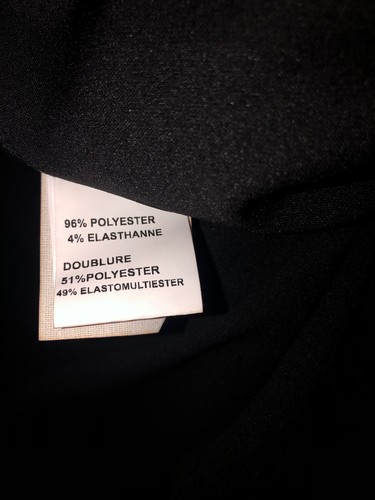 96% POLYESTER
4% ELASTHANNE
DOUBLURE
51%POLYESTER
49% ELASTOMULTIESTER